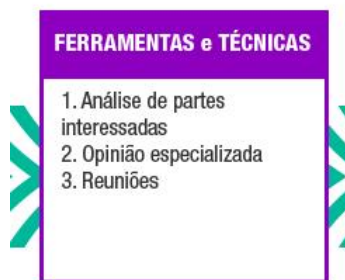 FERRAMENTAS e TÉCNICAS
1. Análise de partes
interessadas
2. Opinião especializada
3. Reuniões